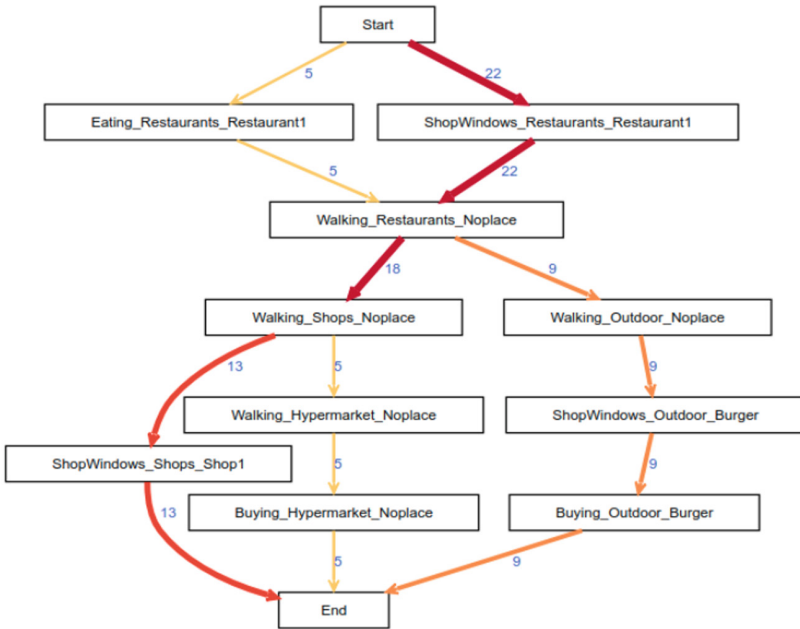 Start
5
22
Eating_Restaurants_Restaurant1
ShopWindows_Restaurants_Restaurant1
5
22
Walking_Restaurants_Noplace
18
9
Walking_Shops_Noplace
Walking_Outdoor_Noplace
13
5
9
Walking_Hypermarket_Noplace
ShopWindows_Outdoor_Burger
ShopWindows_Shops_Shop1
5
9
13
Buying_Hypermarket_Noplace
Buying_Outdoor_Burger
5
9
End